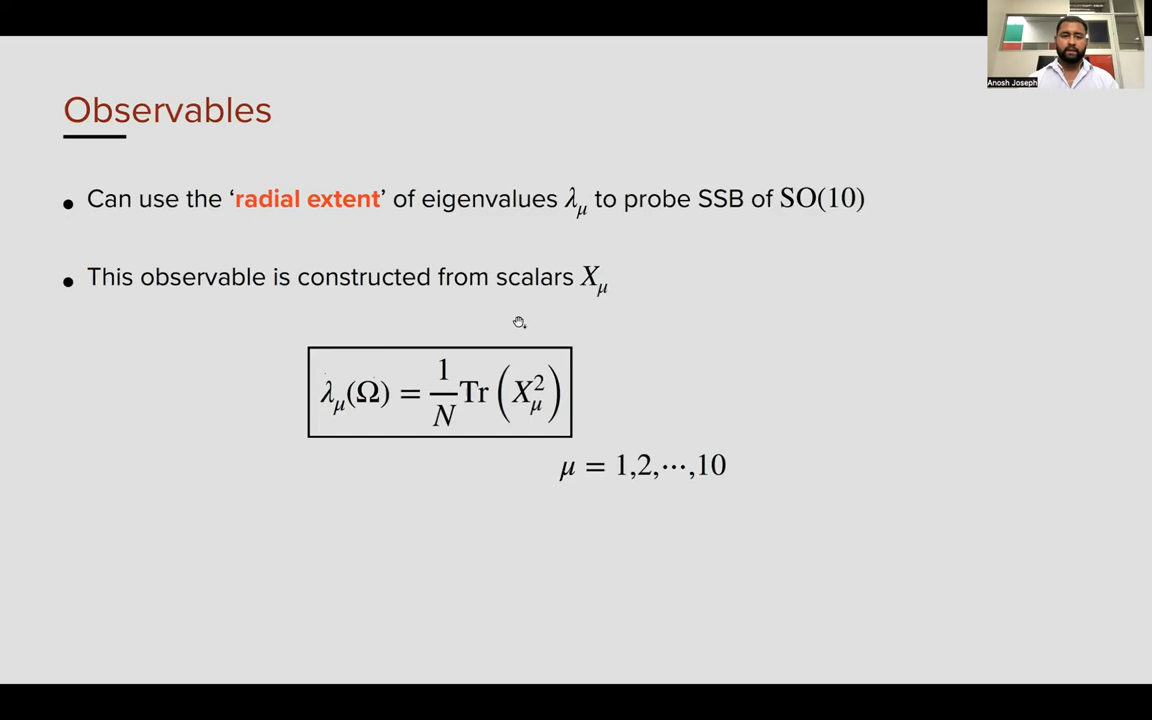 Anosh Joseph
Observables
• Can use the ‘radial extent’ of eigenvalues λ_μ to probe SSB of SO(10)
• This observable is constructed from scalars X_μ
λ_μ(Ω) = 1/N Tr (X_μ^2)
μ = 1,2,⋯,10